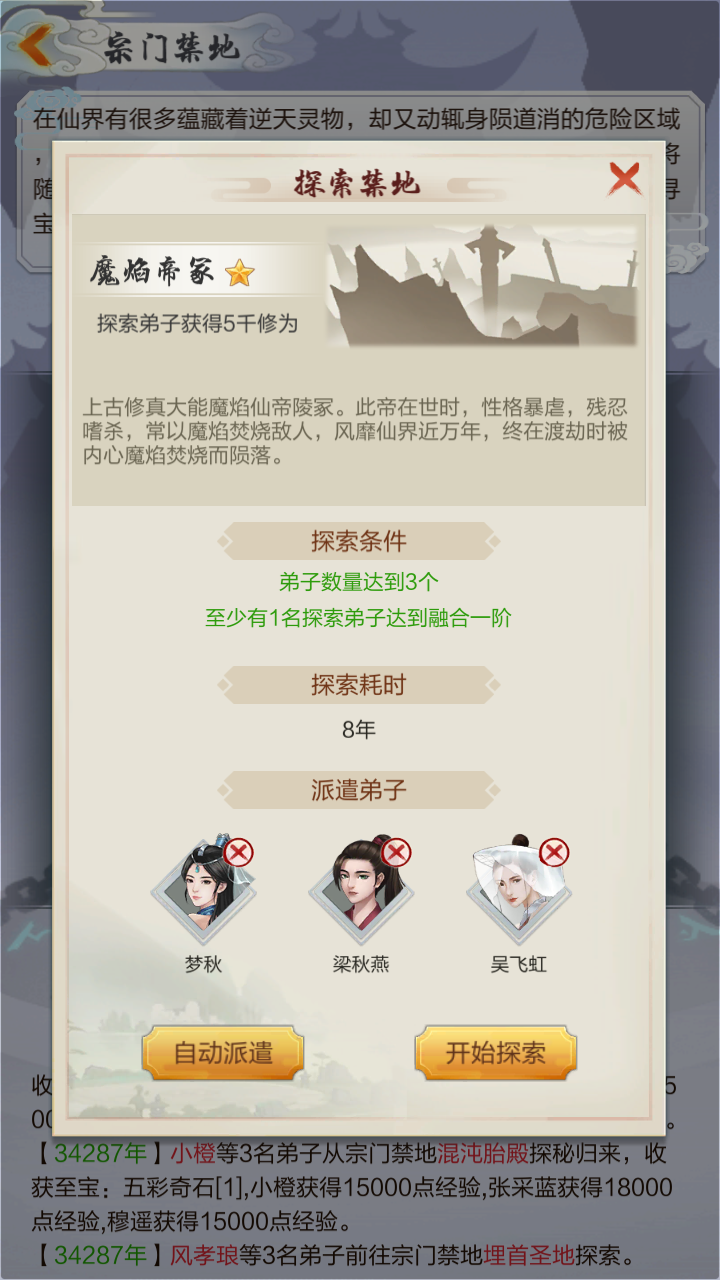 宗门禁地
在仙界有很多蕴藏着逆天灵物，却又动辄身陨道消的危险区域
，
将
随
寻
宝
探索禁地
魔焰帝冢
探索弟子获得5千修为
上古修真大能魔焰仙帝陵冢。此帝在世时，性格暴虐，残忍
嗜杀，常以魔焰焚烧敌人，风靡仙界近万年，终在渡劫时被
内心魔焰焚烧而陨落。
探索条件
弟子数量达到3个
至少有1名探索弟子达到融合一阶
探索耗时
8年
派遣弟子
梦秋 梁秋燕 吴飞虹
自动派遣 开始探索
收
5
00
。
【34287年】小橙等3名弟子从宗门禁地混沌胎殿探秘归来，收
获至宝：五彩奇石[1],小橙获得15000点经验,张采蓝获得18000
点经验,穆遥获得15000点经验。
【34287年】风孝琅等3名弟子前往宗门禁地埋首圣地探索。